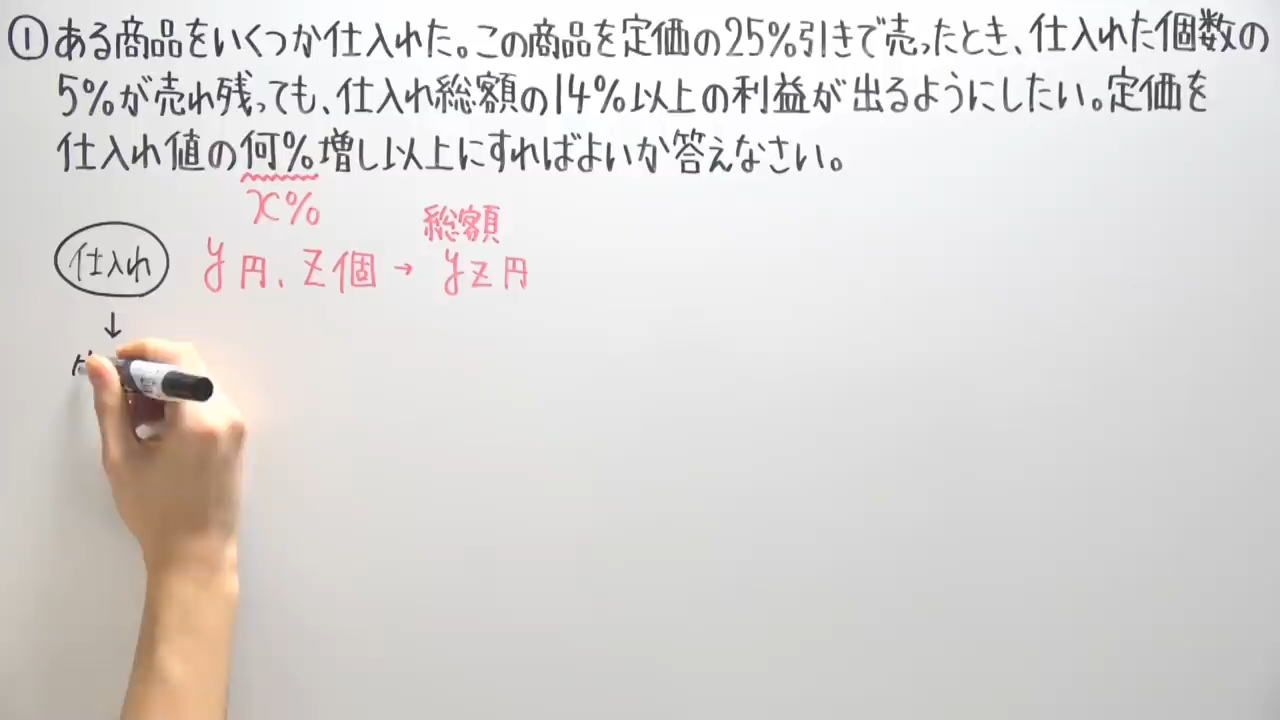 ①ある商品をいくつか仕入れた。この商品を定価の25%引きで売ったとき、仕入れた個数の
5%が売れ残っても、仕入れ総額の14%以上の利益が出るようにしたい。定価を
仕入れ値の何%増し以上にすればよいか答えなさい。
x%
総額
仕入れ y円、z個→yz円
↓